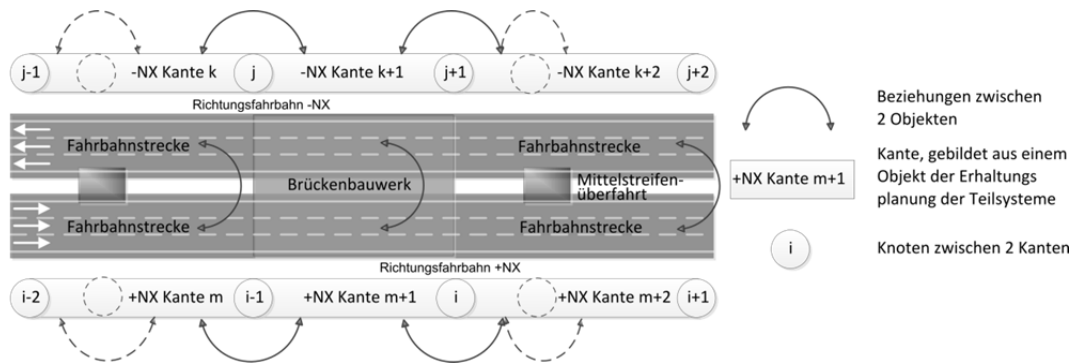 j-1 -NX Kante k j -NX Kante k+1 j+1 -NX Kante k+2 j+2
Richtungsfahrbahn -NX
Fahrbahnstrecke Fahrbahnstrecke
Brückenbauwerk Mittelstreifen-
überfahrt
Fahrbahnstrecke Fahrbahnstrecke
Richtungsfahrbahn +NX
i-2 +NX Kante m i-1 +NX Kante m+1 i +NX Kante m+2 i+1
Beziehungen zwischen
2 Objekten
+NX Kante m+1
Kante, gebildet aus einem
Objekt der Erhaltungs
planung der Teilsysteme
i
Knoten zwischen 2 Kanten